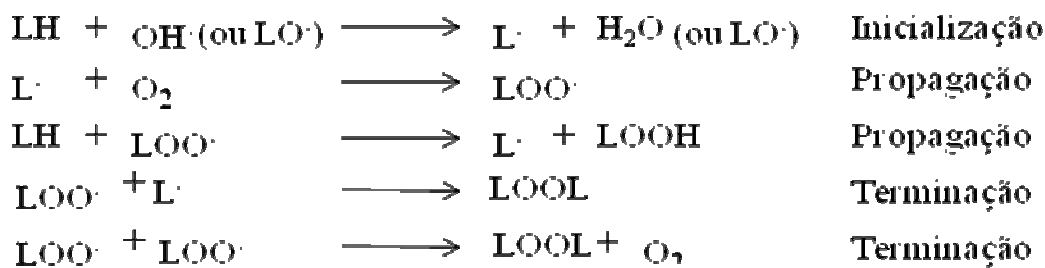 LH + OH·(ou LO·) ⟶ L· + H₂O (ou LO·) Inicialização
L· + O₂ ⟶ LOO· Propagação
LH + LOO· ⟶ L· + LOOH Propagação
LOO· + L· ⟶ LOOL Terminação
LOO· + LOO· ⟶ LOOL + O₂ Terminação